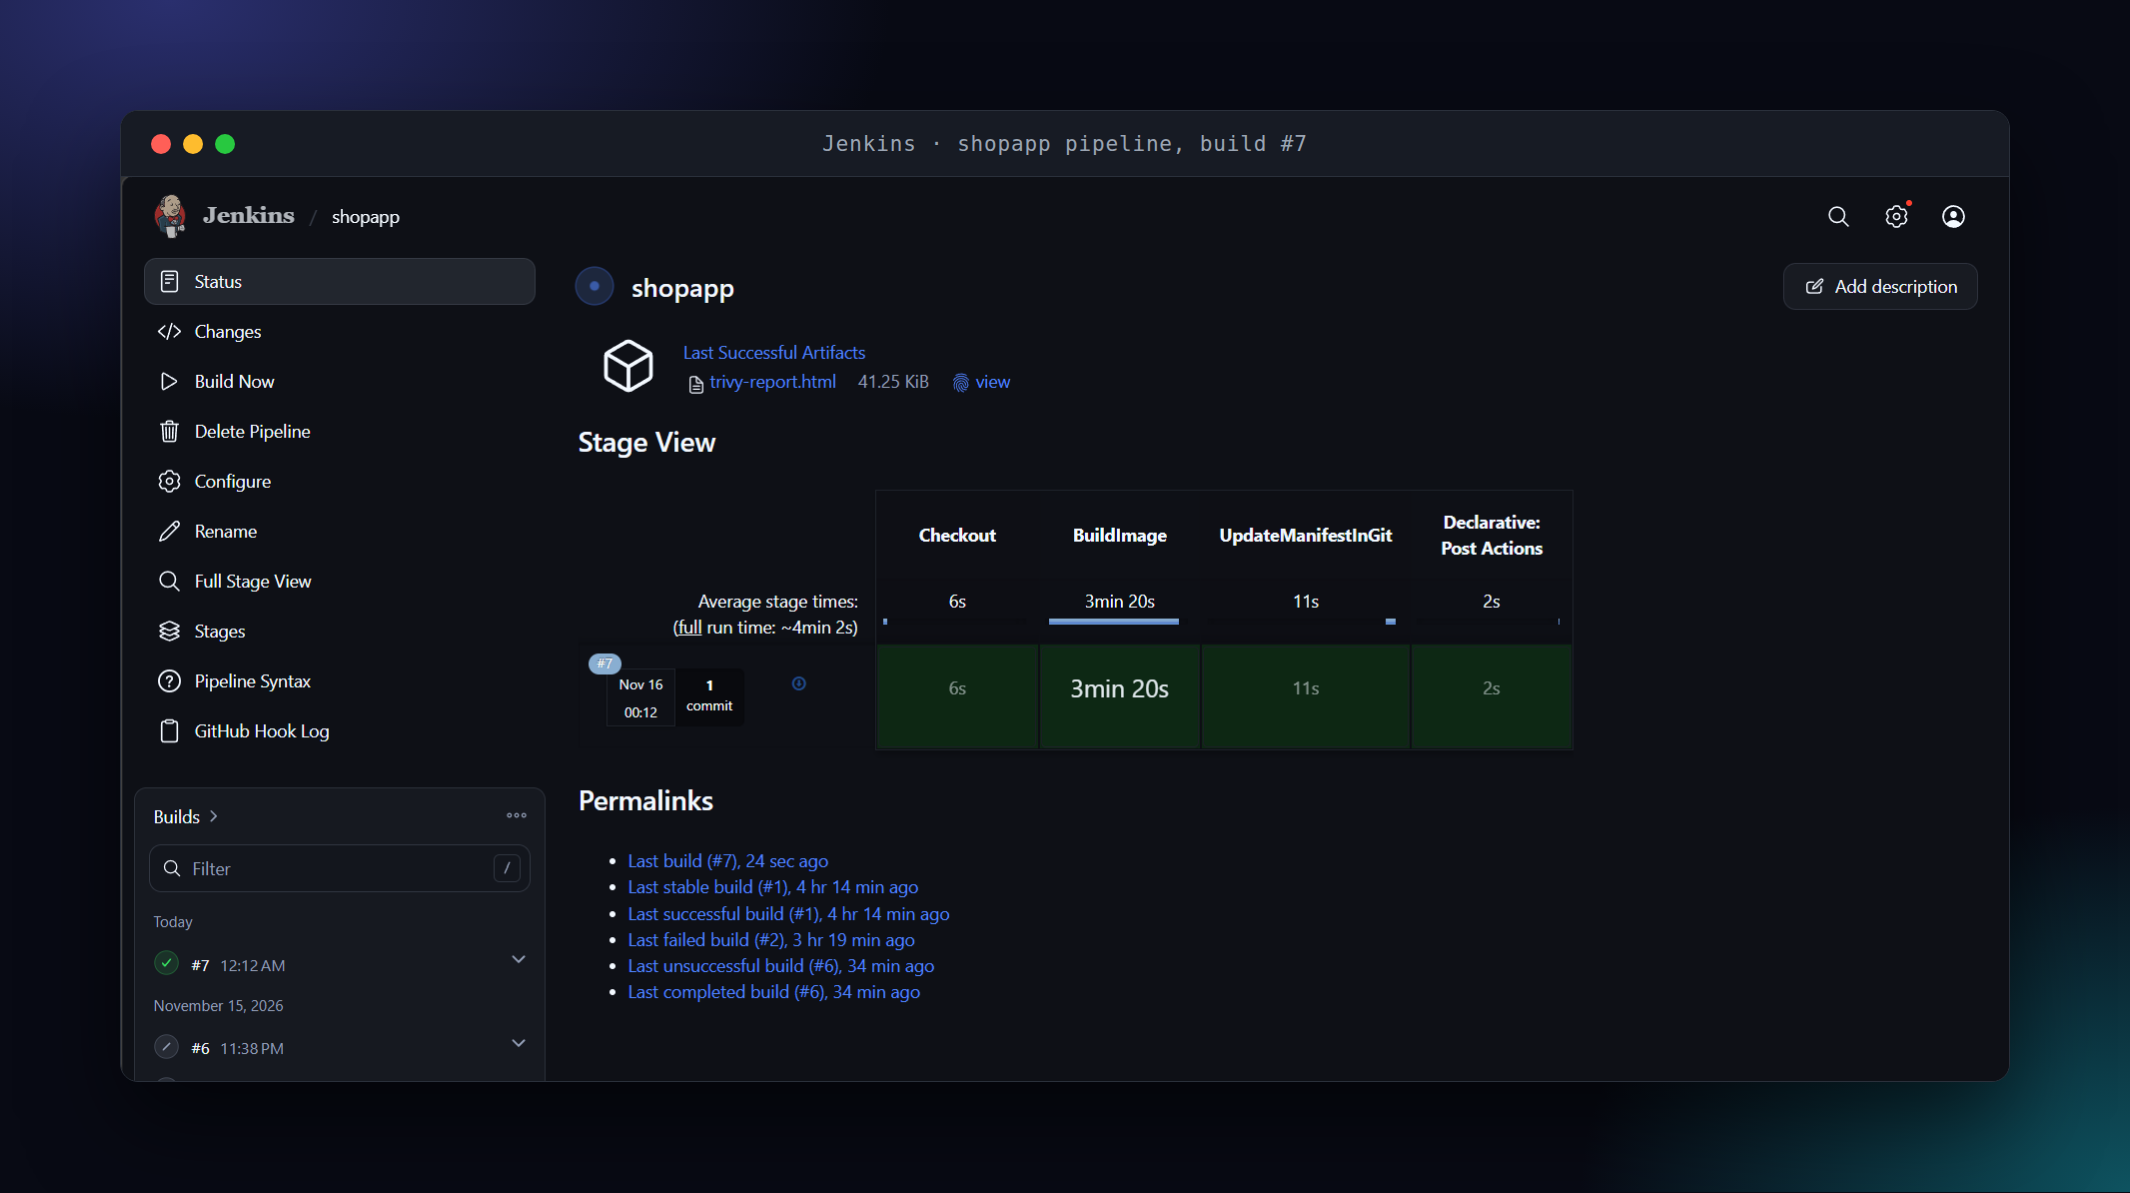 Jenkins · shopapp pipeline, build #7
Jenkins / shopapp
Status
Changes
Build Now
Delete Pipeline
Configure
Rename
Full Stage View
Stages
Pipeline Syntax
GitHub Hook Log
Builds
Filter /
Today
#7 12:12 AM
November 15, 2026
#6 11:38 PM
shopapp
Add description
Last Successful Artifacts
trivy-report.html 41.25 KiB view
Stage View
Checkout BuildImage UpdateManifestInGit Declarative: Post Actions
Average stage times: 6s 3min 20s 11s 2s
(full run time: ~4min 2s)
#7
Nov 16 00:12
1 commit
6s 3min 20s 11s 2s
Permalinks
Last build (#7), 24 sec ago
Last stable build (#1), 4 hr 14 min ago
Last successful build (#1), 4 hr 14 min ago
Last failed build (#2), 3 hr 19 min ago
Last unsuccessful build (#6), 34 min ago
Last completed build (#6), 34 min ago